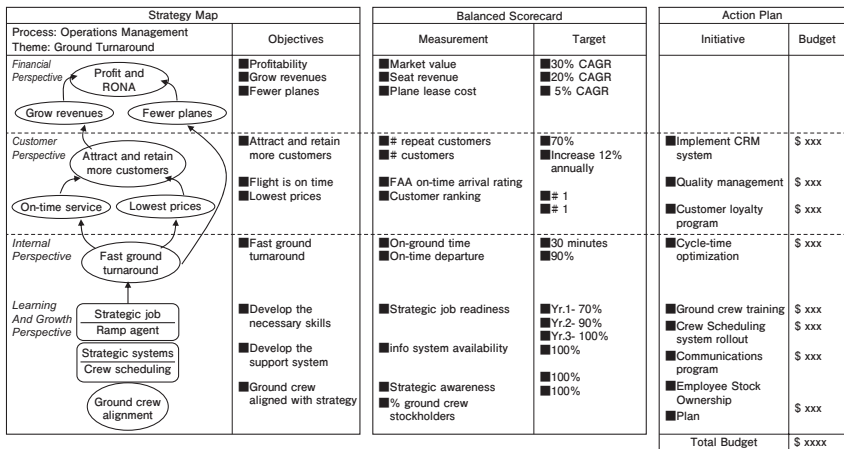 Strategy Map
Process: Operations Management
Theme: Ground Turnaround
Objectives
Financial
Perspective
Profit and
RONA
Grow revenues
Fewer planes
■Profitability
■Grow revenues
■Fewer planes
Customer
Perspective
Attract and retain
more customers
On-time service
Lowest prices
■Attract and retain
more customers
■Flight is on time
■Lowest prices
Internal
Perspective
Fast ground
turnaround
■Fast ground
turnaround
Learning
And Growth
Perspective
Strategic job
Ramp agent
Strategic systems
Crew scheduling
Ground crew
alignment
■Develop the
necessary skills
■Develop the
support system
■Ground crew
aligned with strategy
Balanced Scorecard
Measurement
Target
■Market value
■Seat revenue
■Plane lease cost
■30% CAGR
■20% CAGR
■ 5% CAGR
■# repeat customers
■# customers
■FAA on-time arrival rating
■Customer ranking
■70%
■Increase 12%
annually
■# 1
■# 1
■On-ground time
■On-time departure
■30 minutes
■90%
■Strategic job readiness
■info system availability
■Strategic awareness
■% ground crew
stockholders
■Yr.1- 70%
■Yr.2- 90%
■Yr.3- 100%
■100%
■100%
■100%
Action Plan
Initiative
Budget
■Implement CRM
system
$ xxx
■Quality management
$ xxx
■Customer loyalty
program
$ xxx
■Cycle-time
optimization
$ xxx
■Ground crew training
$ xxx
■Crew Scheduling
system rollout
$ xxx
■Communications
program
$ xxx
■Employee Stock
Ownership
■Plan
$ xxx
Total Budget
$ xxxx